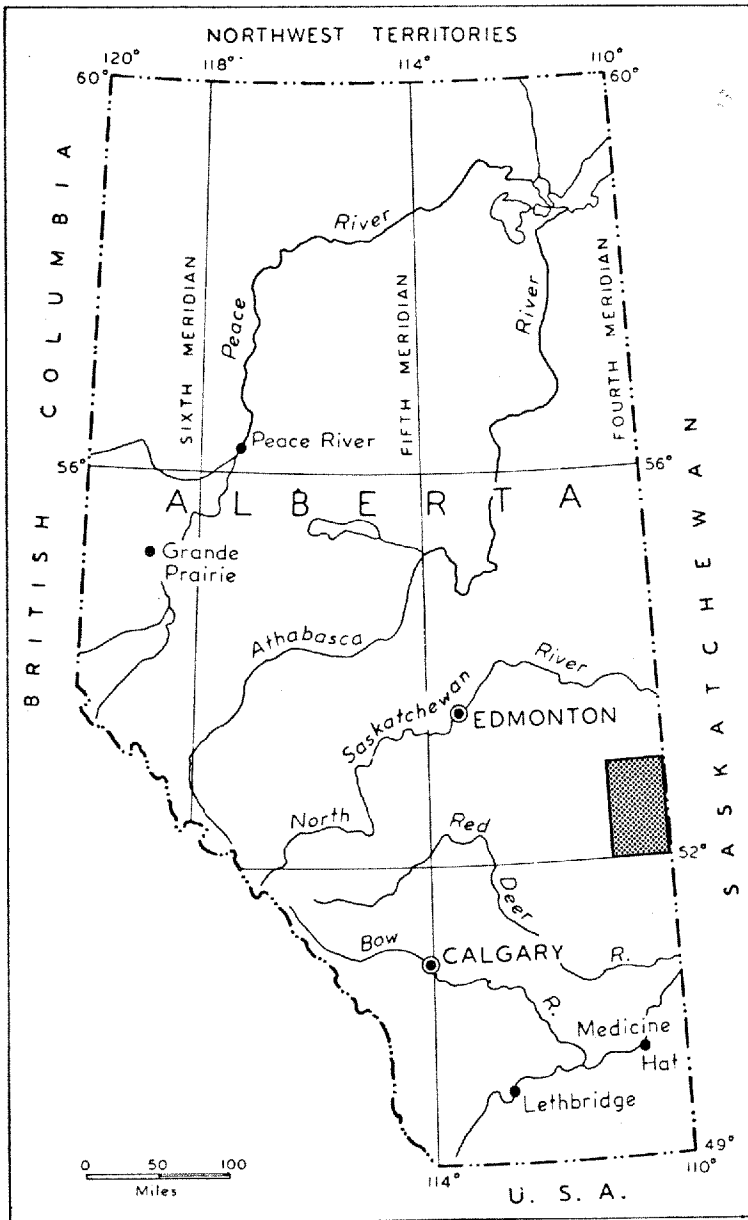 NORTHWEST TERRITORIES
120°
118°
114°
110°
60°
60°
BRITISH COLUMBIA
SIXTH MERIDIAN
FIFTH MERIDIAN
FOURTH MERIDIAN
SASKATCHEWAN
Peace River
River
Peace River
56°
56°
ALBERTA
Grande
Prairie
Athabasca
North Saskatchewan River
EDMONTON
Red Deer R.
52°
Bow R.
CALGARY
Medicine
Hat
Lethbridge
0 50 100
Miles
49°
110°
114°
U. S. A.